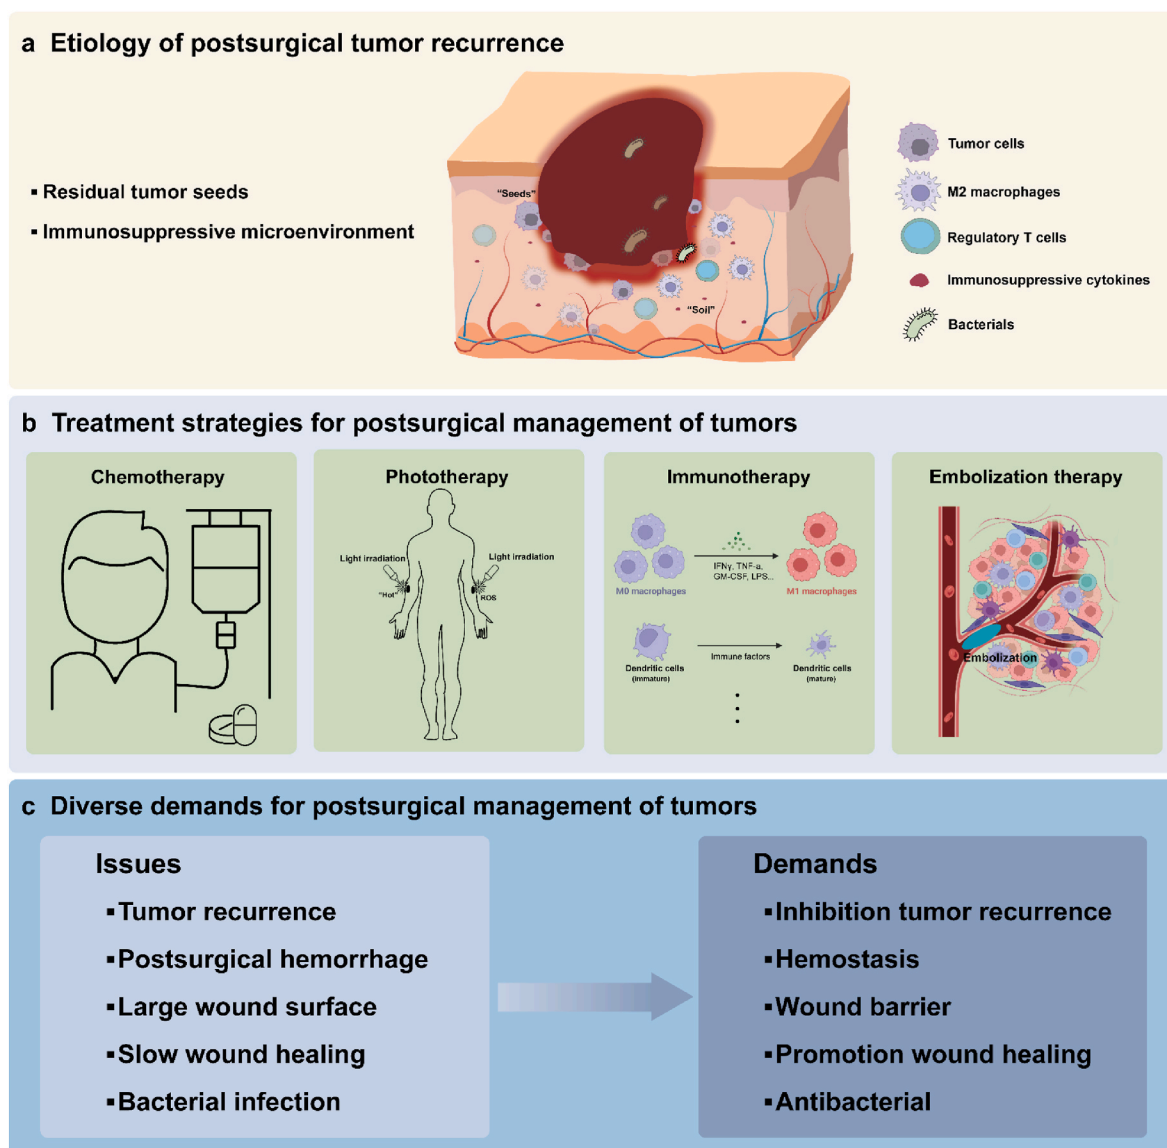 a Etiology of postsurgical tumor recurrence
▪ Residual tumor seeds
▪ Immunosuppressive microenvironment
"Seeds"
"Soil"
Tumor cells
M2 macrophages
Regulatory T cells
Immunosuppressive cytokines
Bacterials
b Treatment strategies for postsurgical management of tumors
Chemotherapy
Phototherapy
Light irradiation
Light irradiation
"Hot"
ROS
Immunotherapy
IFNγ, TNF-a,
GM-CSF, LPS...
M0 macrophages
M1 macrophages
Immune factors
Dendritic cells
(immature)
Dendritic cells
(mature)
Embolization therapy
Embolization
c Diverse demands for postsurgical management of tumors
Issues
▪Tumor recurrence
▪Postsurgical hemorrhage
▪Large wound surface
▪Slow wound healing
▪Bacterial infection
Demands
▪Inhibition tumor recurrence
▪Hemostasis
▪Wound barrier
▪Promotion wound healing
▪Antibacterial